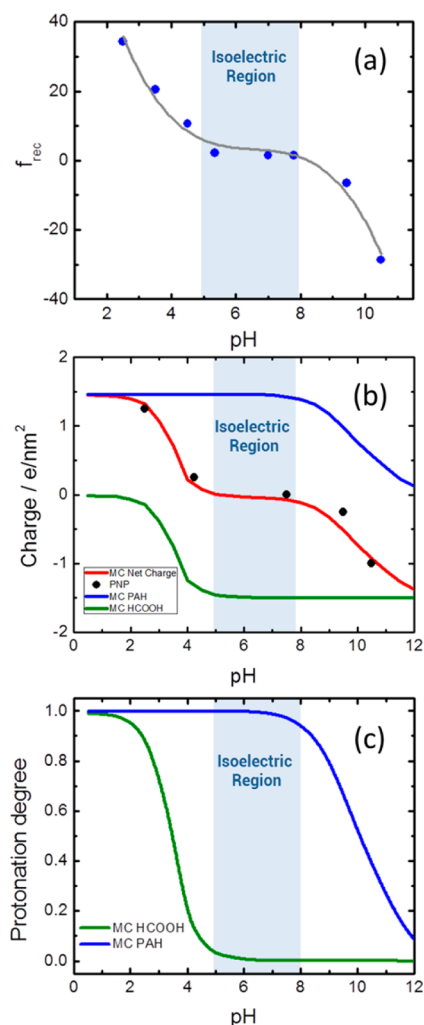 40
20
0
-20
-40
f_rec
Isoelectric
Region
(a)
2 4 6 8 10
pH
2
1
0
-1
-2
Charge / e/nm²
Isoelectric
Region
(b)
MC Net Charge
PNP
MC PAH
MC HCOOH
0 2 4 6 8 10 12
pH
1.0
0.8
0.6
0.4
0.2
0.0
Protonation degree
Isoelectric
Region
(c)
MC HCOOH
MC PAH
0 2 4 6 8 10 12
pH